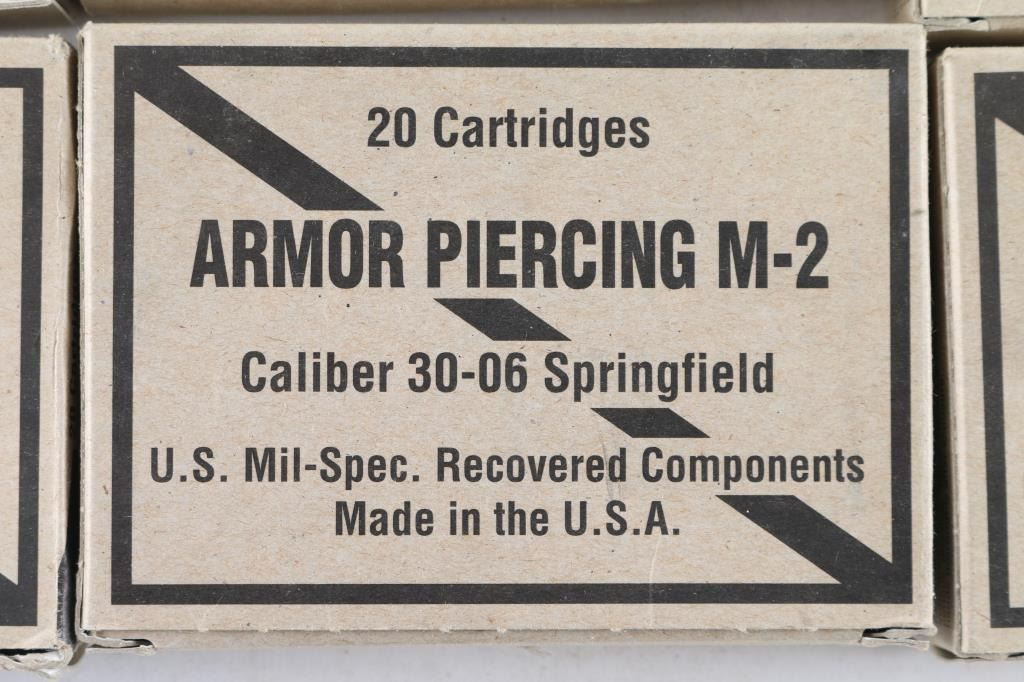 20 Cartridges
ARMOR PIERCING M-2
Caliber 30-06 Springfield
U.S. Mil-Spec. Recovered Components
Made in the U.S.A.